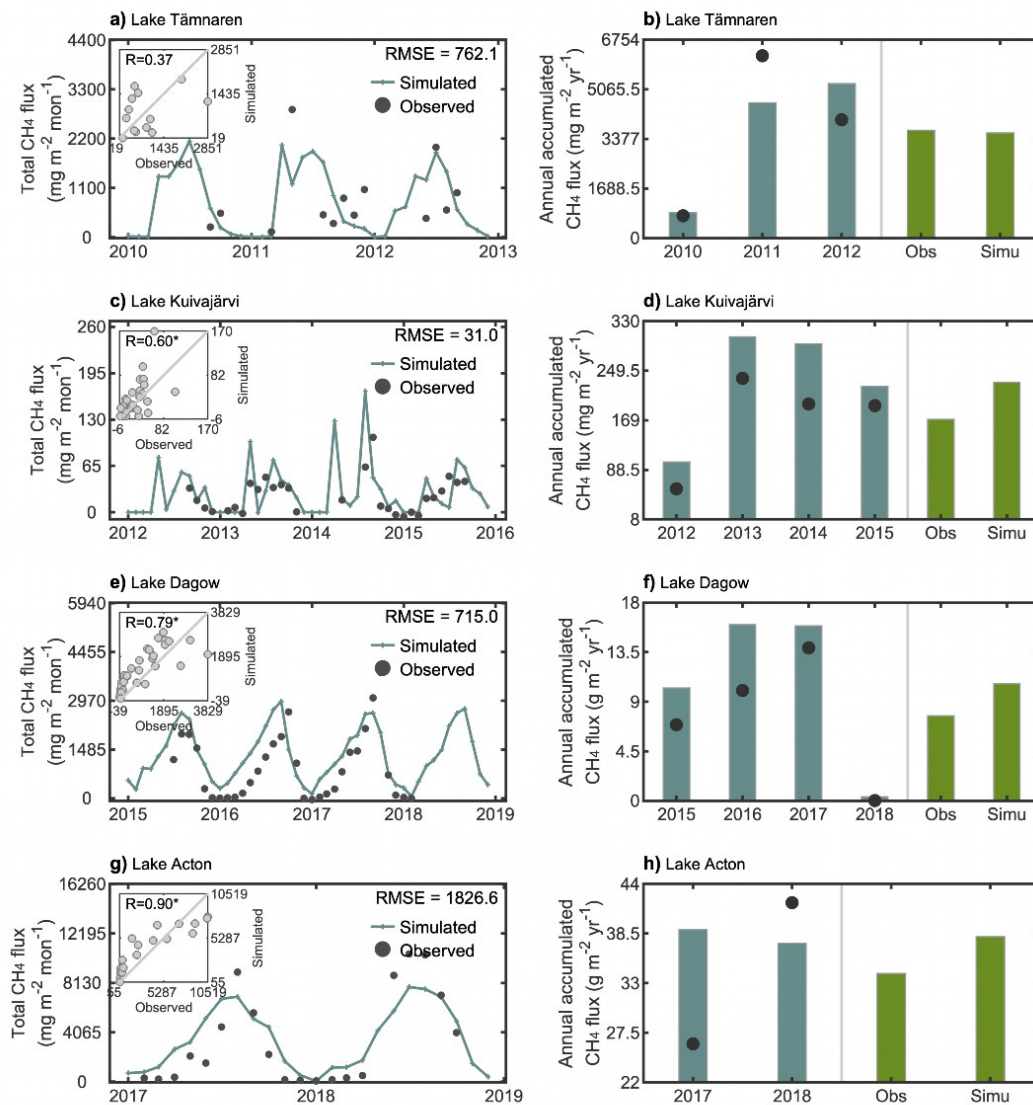 a) Lake Tämnaren
4400
3300
2200
1100
0
Total CH4 flux
(mg m-2 mon-1)
R=0.37
2851
1435
19
Simulated
19 1435 2851
Observed
RMSE = 762.1
Simulated
Observed
2010 2011 2012 2013
b) Lake Tämnaren
6754
5065.5
3377
1688.5
0
Annual accumulated
CH4 flux (mg m-2 yr-1)
2010 2011 2012 Obs Simu
c) Lake Kuivajärvi
260
195
130
65
0
Total CH4 flux
(mg m-2 mon-1)
R=0.60*
170
82
-6
Simulated
-6 82 170
Observed
RMSE = 31.0
Simulated
Observed
2012 2013 2014 2015 2016
d) Lake Kuivajärvi
330
249.5
169
88.5
8
Annual accumulated
CH4 flux (mg m-2 yr-1)
2012 2013 2014 2015 Obs Simu
e) Lake Dagow
5940
4455
2970
1485
0
Total CH4 flux
(mg m-2 mon-1)
R=0.79*
3829
1895
-39
Simulated
39 1895 3829
Observed
RMSE = 715.0
Simulated
Observed
2015 2016 2017 2018 2019
f) Lake Dagow
18
13.5
9
4.5
0
Annual accumulated
CH4 flux (g m-2 yr-1)
2015 2016 2017 2018 Obs Simu
g) Lake Acton
16260
12195
8130
4065
0
Total CH4 flux
(mg m-2 mon-1)
R=0.90*
10519
5287
55
Simulated
55 5287 10519
Observed
RMSE = 1826.6
Simulated
Observed
2017 2018 2019
h) Lake Acton
44
38.5
33
27.5
22
Annual accumulated
CH4 flux (g m-2 yr-1)
2017 2018 Obs Simu